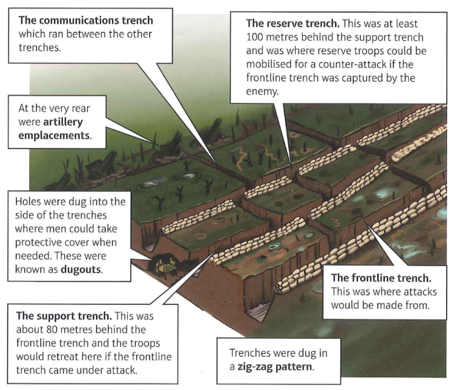 The communications trench
which ran between the other
trenches.
The reserve trench. This was at least
100 metres behind the support trench
and was where reserve troops could be
mobilised for a counter-attack if the
frontline trench was captured by the
enemy.
At the very rear
were artillery
emplacements.
Holes were dug into the
side of the trenches
where men could take
protective cover when
needed. These were
known as dugouts.
The frontline trench.
This was where attacks
would be made from.
The support trench. This was
about 80 metres behind the
frontline trench and the troops
would retreat here if the frontline
trench came under attack.
Trenches were dug in
a zig-zag pattern.